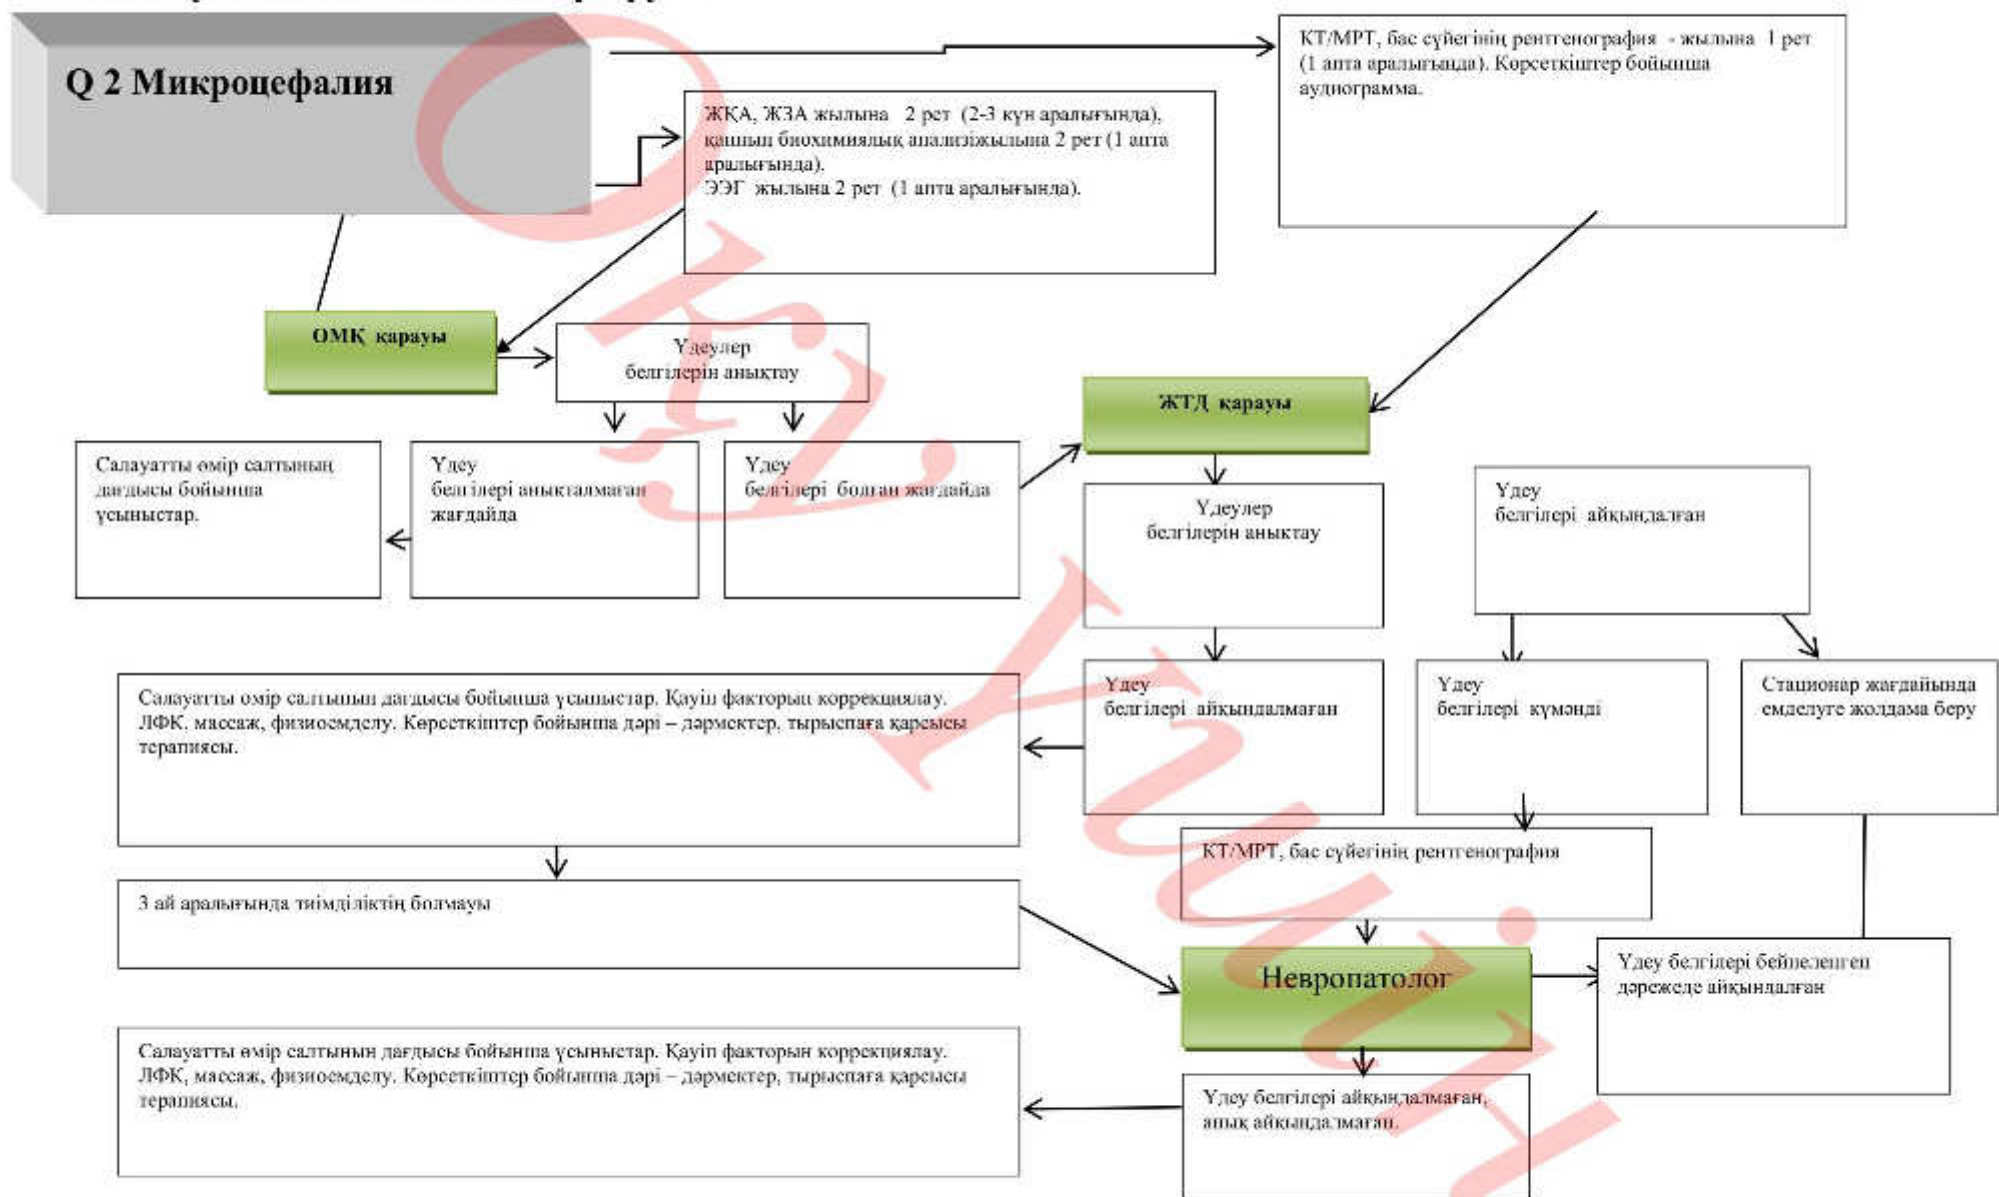 Q 2 Микроцефалия
КТ/МРТ, бас сүйегінің рентгенография - жылына 1 рет
(1 апта аралығында). Көрсеткіштер бойынша
аудиограмма.
ЖҚА, ЖЗА жылына 2 рет (2-3 күн аралығында),
қанның биохимиялық анализіжылына 2 рет (1 апта
аралығында).
ЭЭГ жылына 2 рет (1 апта аралығында).
ОМҚ қарауы
Үдеулер
белгілерін анықтау
ЖТД қарауы
Салауатты өмір салтының
дағдысы бойынша
ұсыныстар.
Үдеу
белгілері анықталмаған
жағдайда
Үдеу
белгілері болған жағдайда
Үдеулер
белгілерін анықтау
Үдеу
белгілері айқындалған
Салауатты өмір салтының дағдысы бойынша ұсыныстар. Қауіп факторын коррекциялау.
ЛФК, массаж, физиоемделу. Көрсеткіштер бойынша дәрі – дәрмектер, тырыспаға қарсысы
терапиясы.
Үдеу
белгілері айқындалмаған
Үдеу
белгілері күмәнді
Стационар жағдайында
емделуге жолдама беру
КТ/МРТ, бас сүйегінің рентгенография
3 ай аралығында тиімділіктің болмауы
Невропатолог
Үдеу белгілері бейнеленген
дәрежеде айқындалған
Салауатты өмір салтының дағдысы бойынша ұсыныстар. Қауіп факторын коррекциялау.
ЛФК, массаж, физиоемделу. Көрсеткіштер бойынша дәрі – дәрмектер, тырыспаға қарсысы
терапиясы.
Үдеу белгілері айқындалмаған,
анық айқындалмаған.
Оқу Үшін